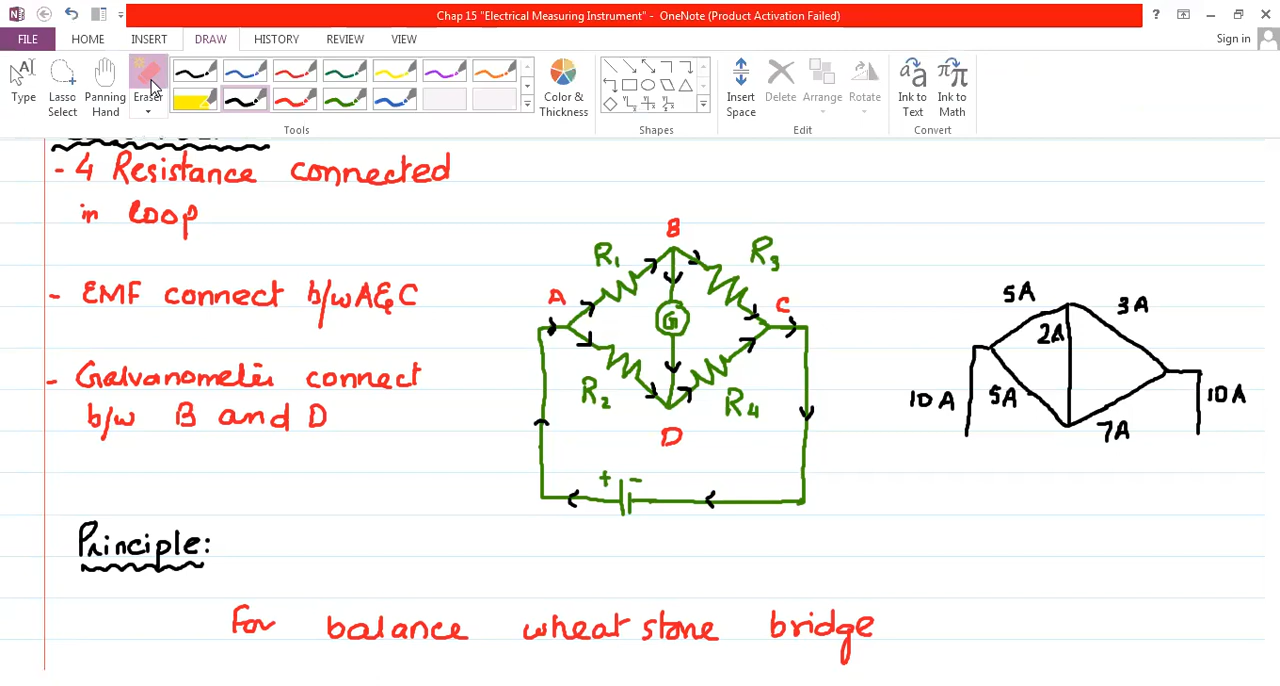 Chap 15 "Electrical Measuring Instrument" - OneNote (Product Activation Failed)
?
Sign in
FILE HOME INSERT DRAW HISTORY REVIEW VIEW
Type
Lasso Select
Panning Hand
Eraser
Color & Thickness
Insert Space
Delete
Arrange
Rotate
Ink to Text
Ink to Math
Tools
Shapes
Edit
Convert
- 4 Resistance connected
in loop
- EMF connect b/w A & C
- Galvanometer connect
b/w B and D
B
R1
R3
A
C
G
R2
R4
D
+ -
5A
3A
2A
10A
5A
10A
7A
Principle:
For balance wheat stone bridge